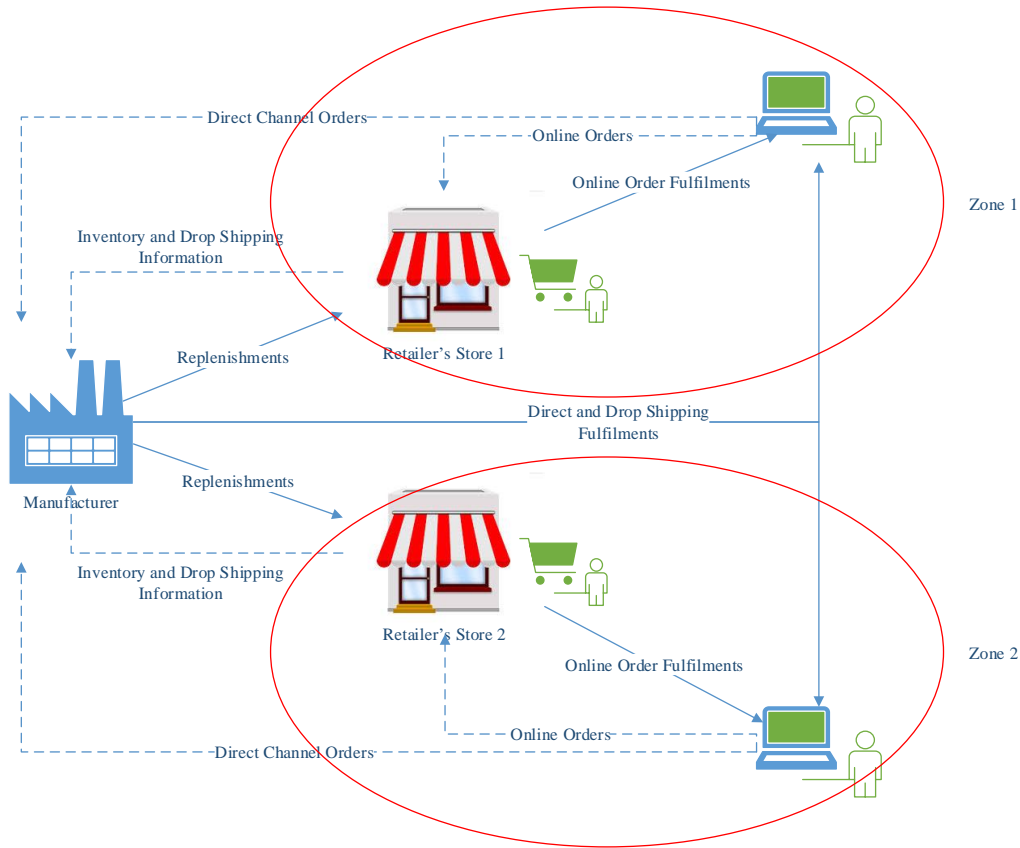 Direct Channel Orders
Online Orders
Online Order Fulfilments
Zone 1
Inventory and Drop Shipping
Information
Retailer's Store 1
Replenishments
Direct and Drop Shipping
Fulfilments
Replenishments
Manufacturer
Inventory and Drop Shipping
Information
Retailer's Store 2
Online Order Fulfilments
Zone 2
Online Orders
Direct Channel Orders